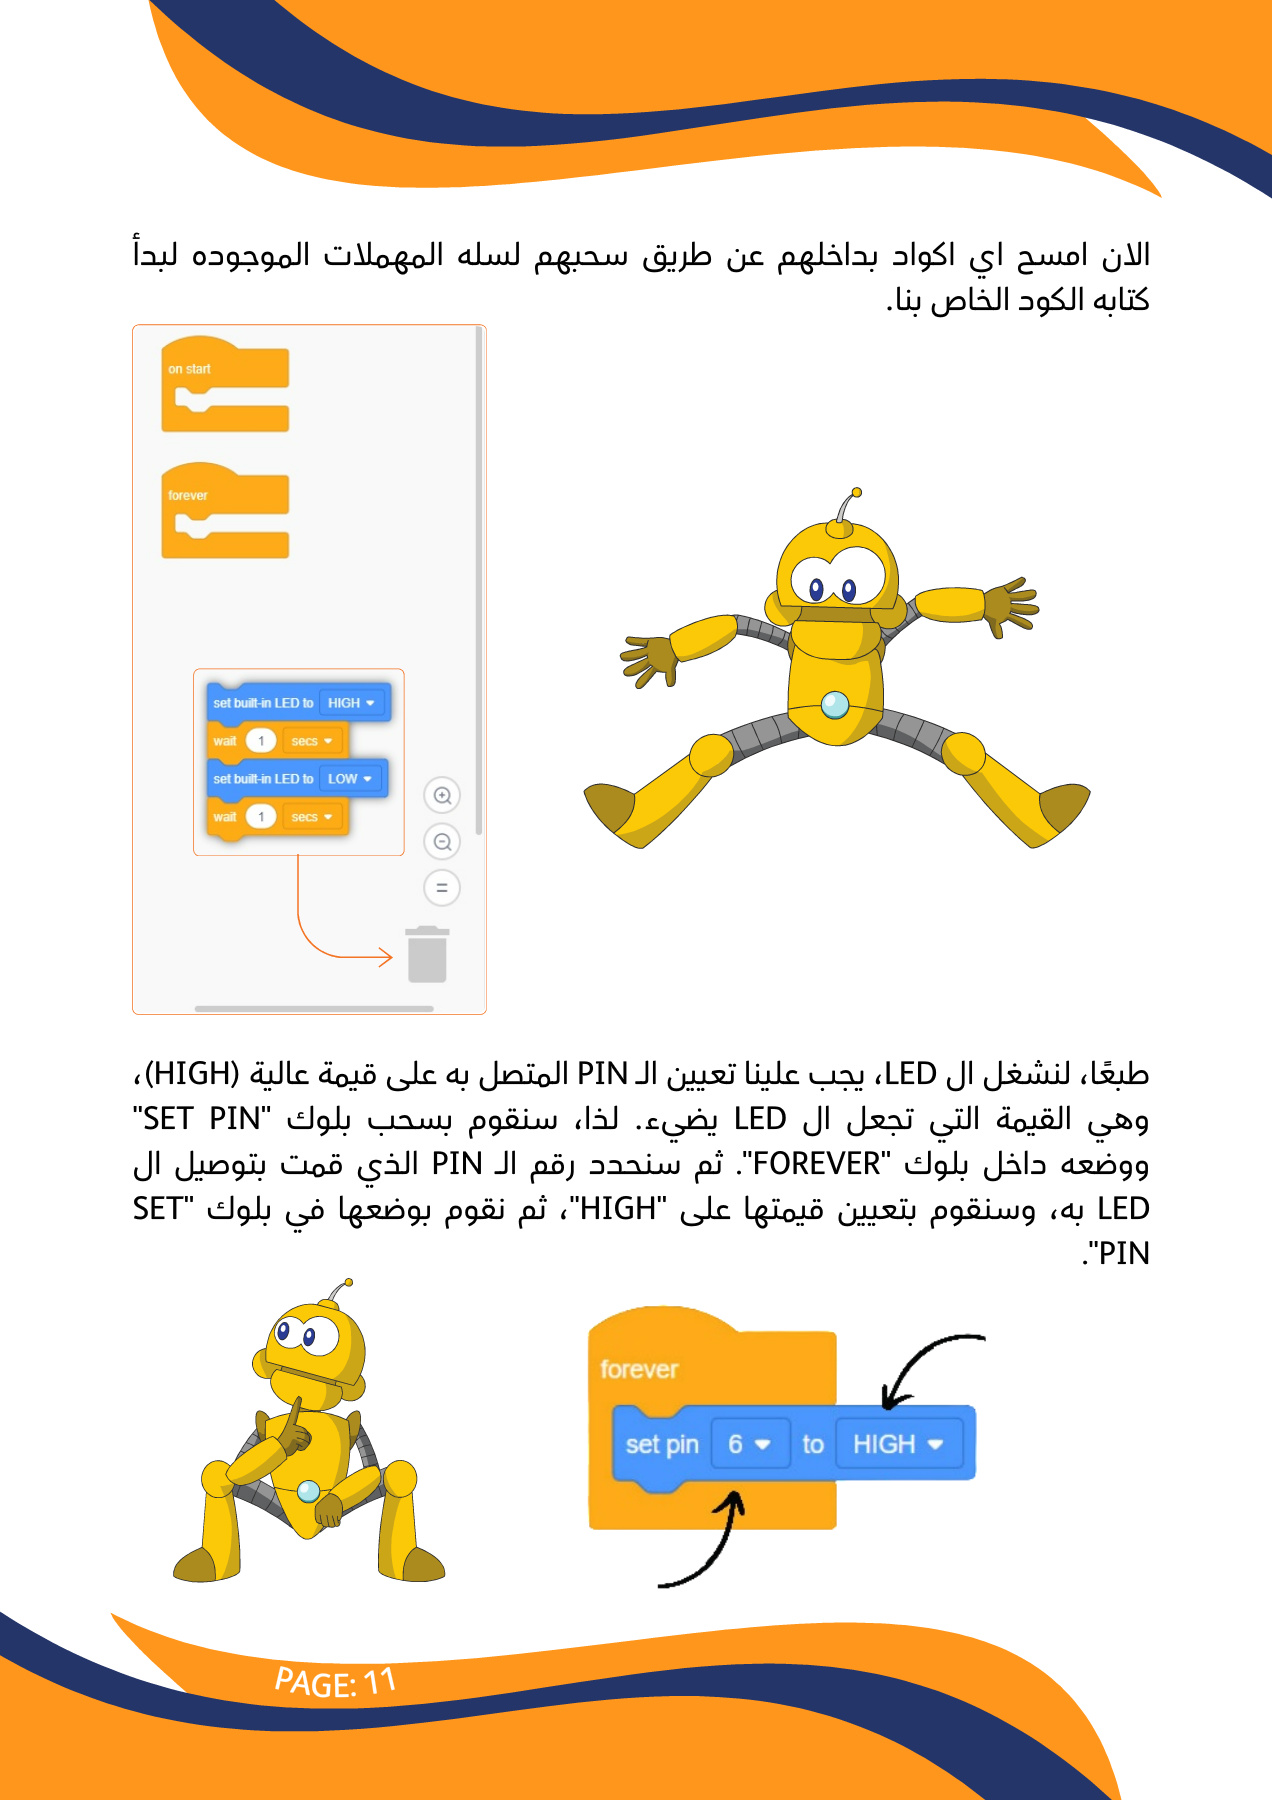 الان امسح اي اكواد بداخلهم عن طريق سحبهم لسله المهملات الموجوده لبدأ
كتابه الكود الخاص بنا.
on start
forever
set built-in LED to HIGH
wait 1 secs
set built-in LED to LOW
wait 1 secs
طبعًا، لنشغل ال LED، يجب علينا تعيين الـ PIN المتصل به على قيمة عالية (HIGH)،
وهي القيمة التي تجعل ال LED يضيء. لذا، سنقوم بسحب بلوك "SET PIN"
ووضعه داخل بلوك "FOREVER". ثم سنحدد رقم الـ PIN الذي قمت بتوصيل ال
LED به، وسنقوم بتعيين قيمتها على "HIGH"، ثم نقوم بوضعها في بلوك "SET
PIN".
forever
set pin 6 to HIGH
PAGE: 11